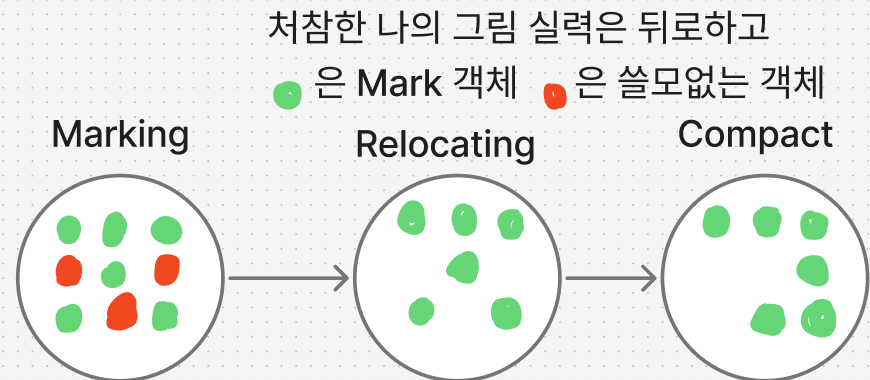 처참한 나의 그림 실력은 뒤로하고
은 Mark 객체 은 쓸모없는 객체
Marking
Relocating
Compact